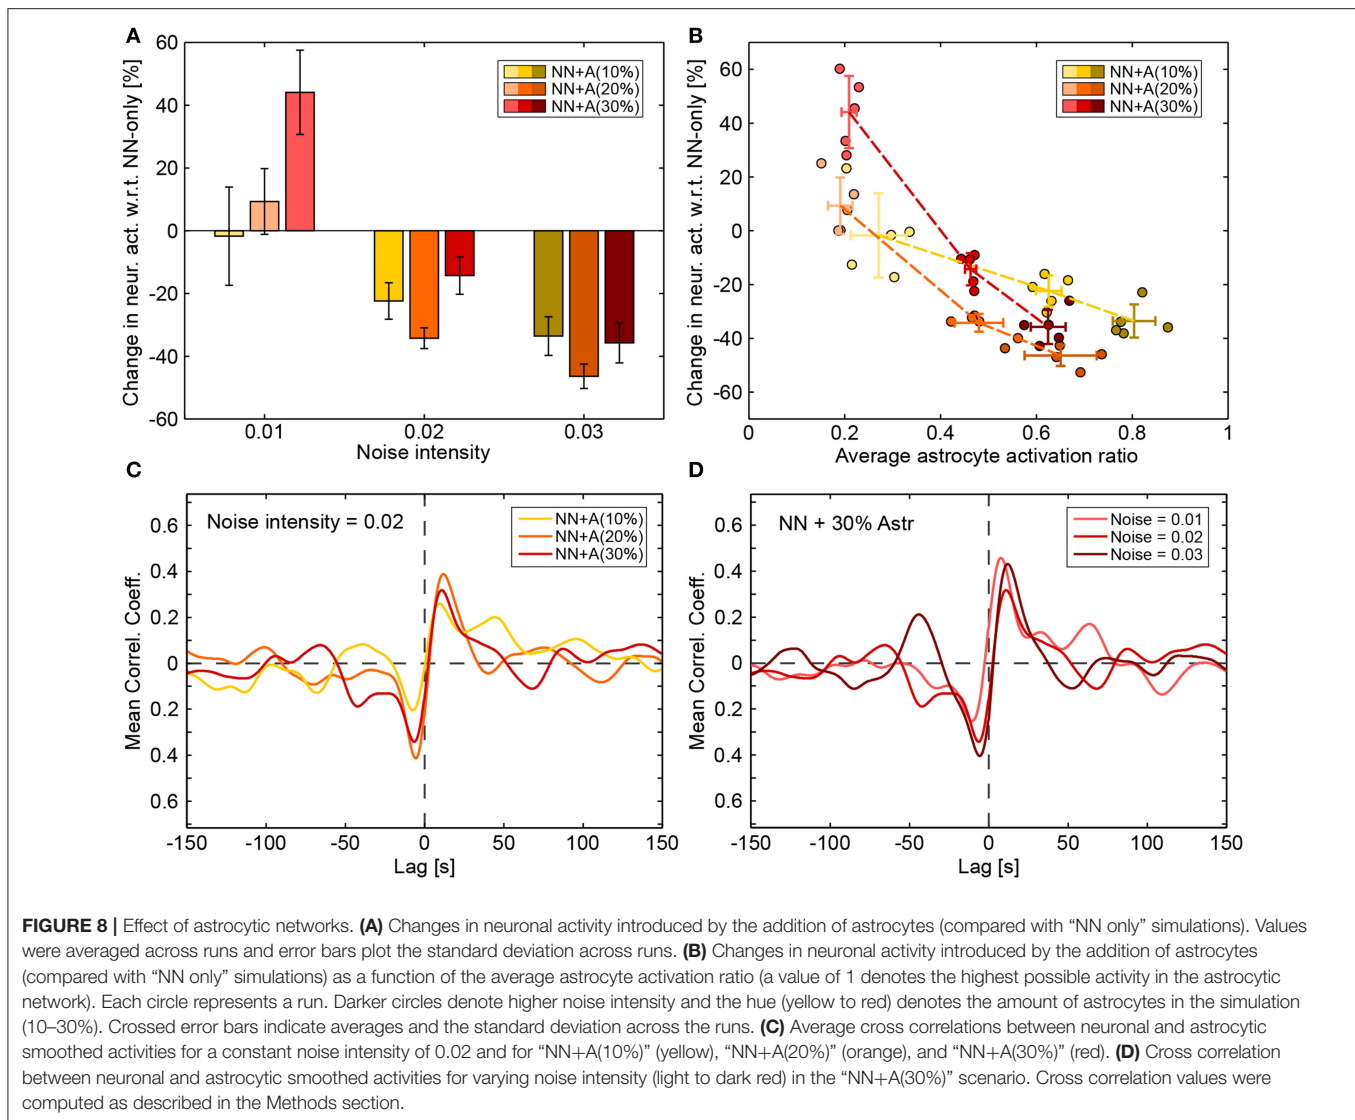 A
Change in neur. act. w.r.t. NN-only [%]
60
40
20
0
-20
-40
-60
NN+A(10%)
NN+A(20%)
NN+A(30%)
0.01
0.02
0.03
Noise intensity
B
Change in neur. act. w.r.t. NN-only [%]
60
40
20
0
-20
-40
-60
NN+A(10%)
NN+A(20%)
NN+A(30%)
0
0.2
0.4
0.6
0.8
1
Average astrocyte activation ratio
C
Mean Correl. Coeff.
0.6
0.4
0.2
0
0.2
0.4
0.6
Noise intensity = 0.02
NN+A(10%)
NN+A(20%)
NN+A(30%)
-150
-100
-50
0
50
100
150
Lag [s]
D
Mean Correl. Coeff.
0.6
0.4
0.2
0
0.2
0.4
0.6
NN + 30% Astr
Noise = 0.01
Noise = 0.02
Noise = 0.03
-150
-100
-50
0
50
100
150
Lag [s]
FIGURE 8 | Effect of astrocytic networks. (A) Changes in neuronal activity introduced by the addition of astrocytes (compared with “NN only” simulations). Values
were averaged across runs and error bars plot the standard deviation across runs. (B) Changes in neuronal activity introduced by the addition of astrocytes
(compared with “NN only” simulations) as a function of the average astrocyte activation ratio (a value of 1 denotes the highest possible activity in the astrocytic
network). Each circle represents a run. Darker circles denote higher noise intensity and the hue (yellow to red) denotes the amount of astrocytes in the simulation
(10–30%). Crossed error bars indicate averages and the standard deviation across the runs. (C) Average cross correlations between neuronal and astrocytic
smoothed activities for a constant noise intensity of 0.02 and for “NN+A(10%)” (yellow), “NN+A(20%)” (orange), and “NN+A(30%)” (red). (D) Cross correlation
between neuronal and astrocytic smoothed activities for varying noise intensity (light to dark red) in the “NN+A(30%)” scenario. Cross correlation values were
computed as described in the Methods section.